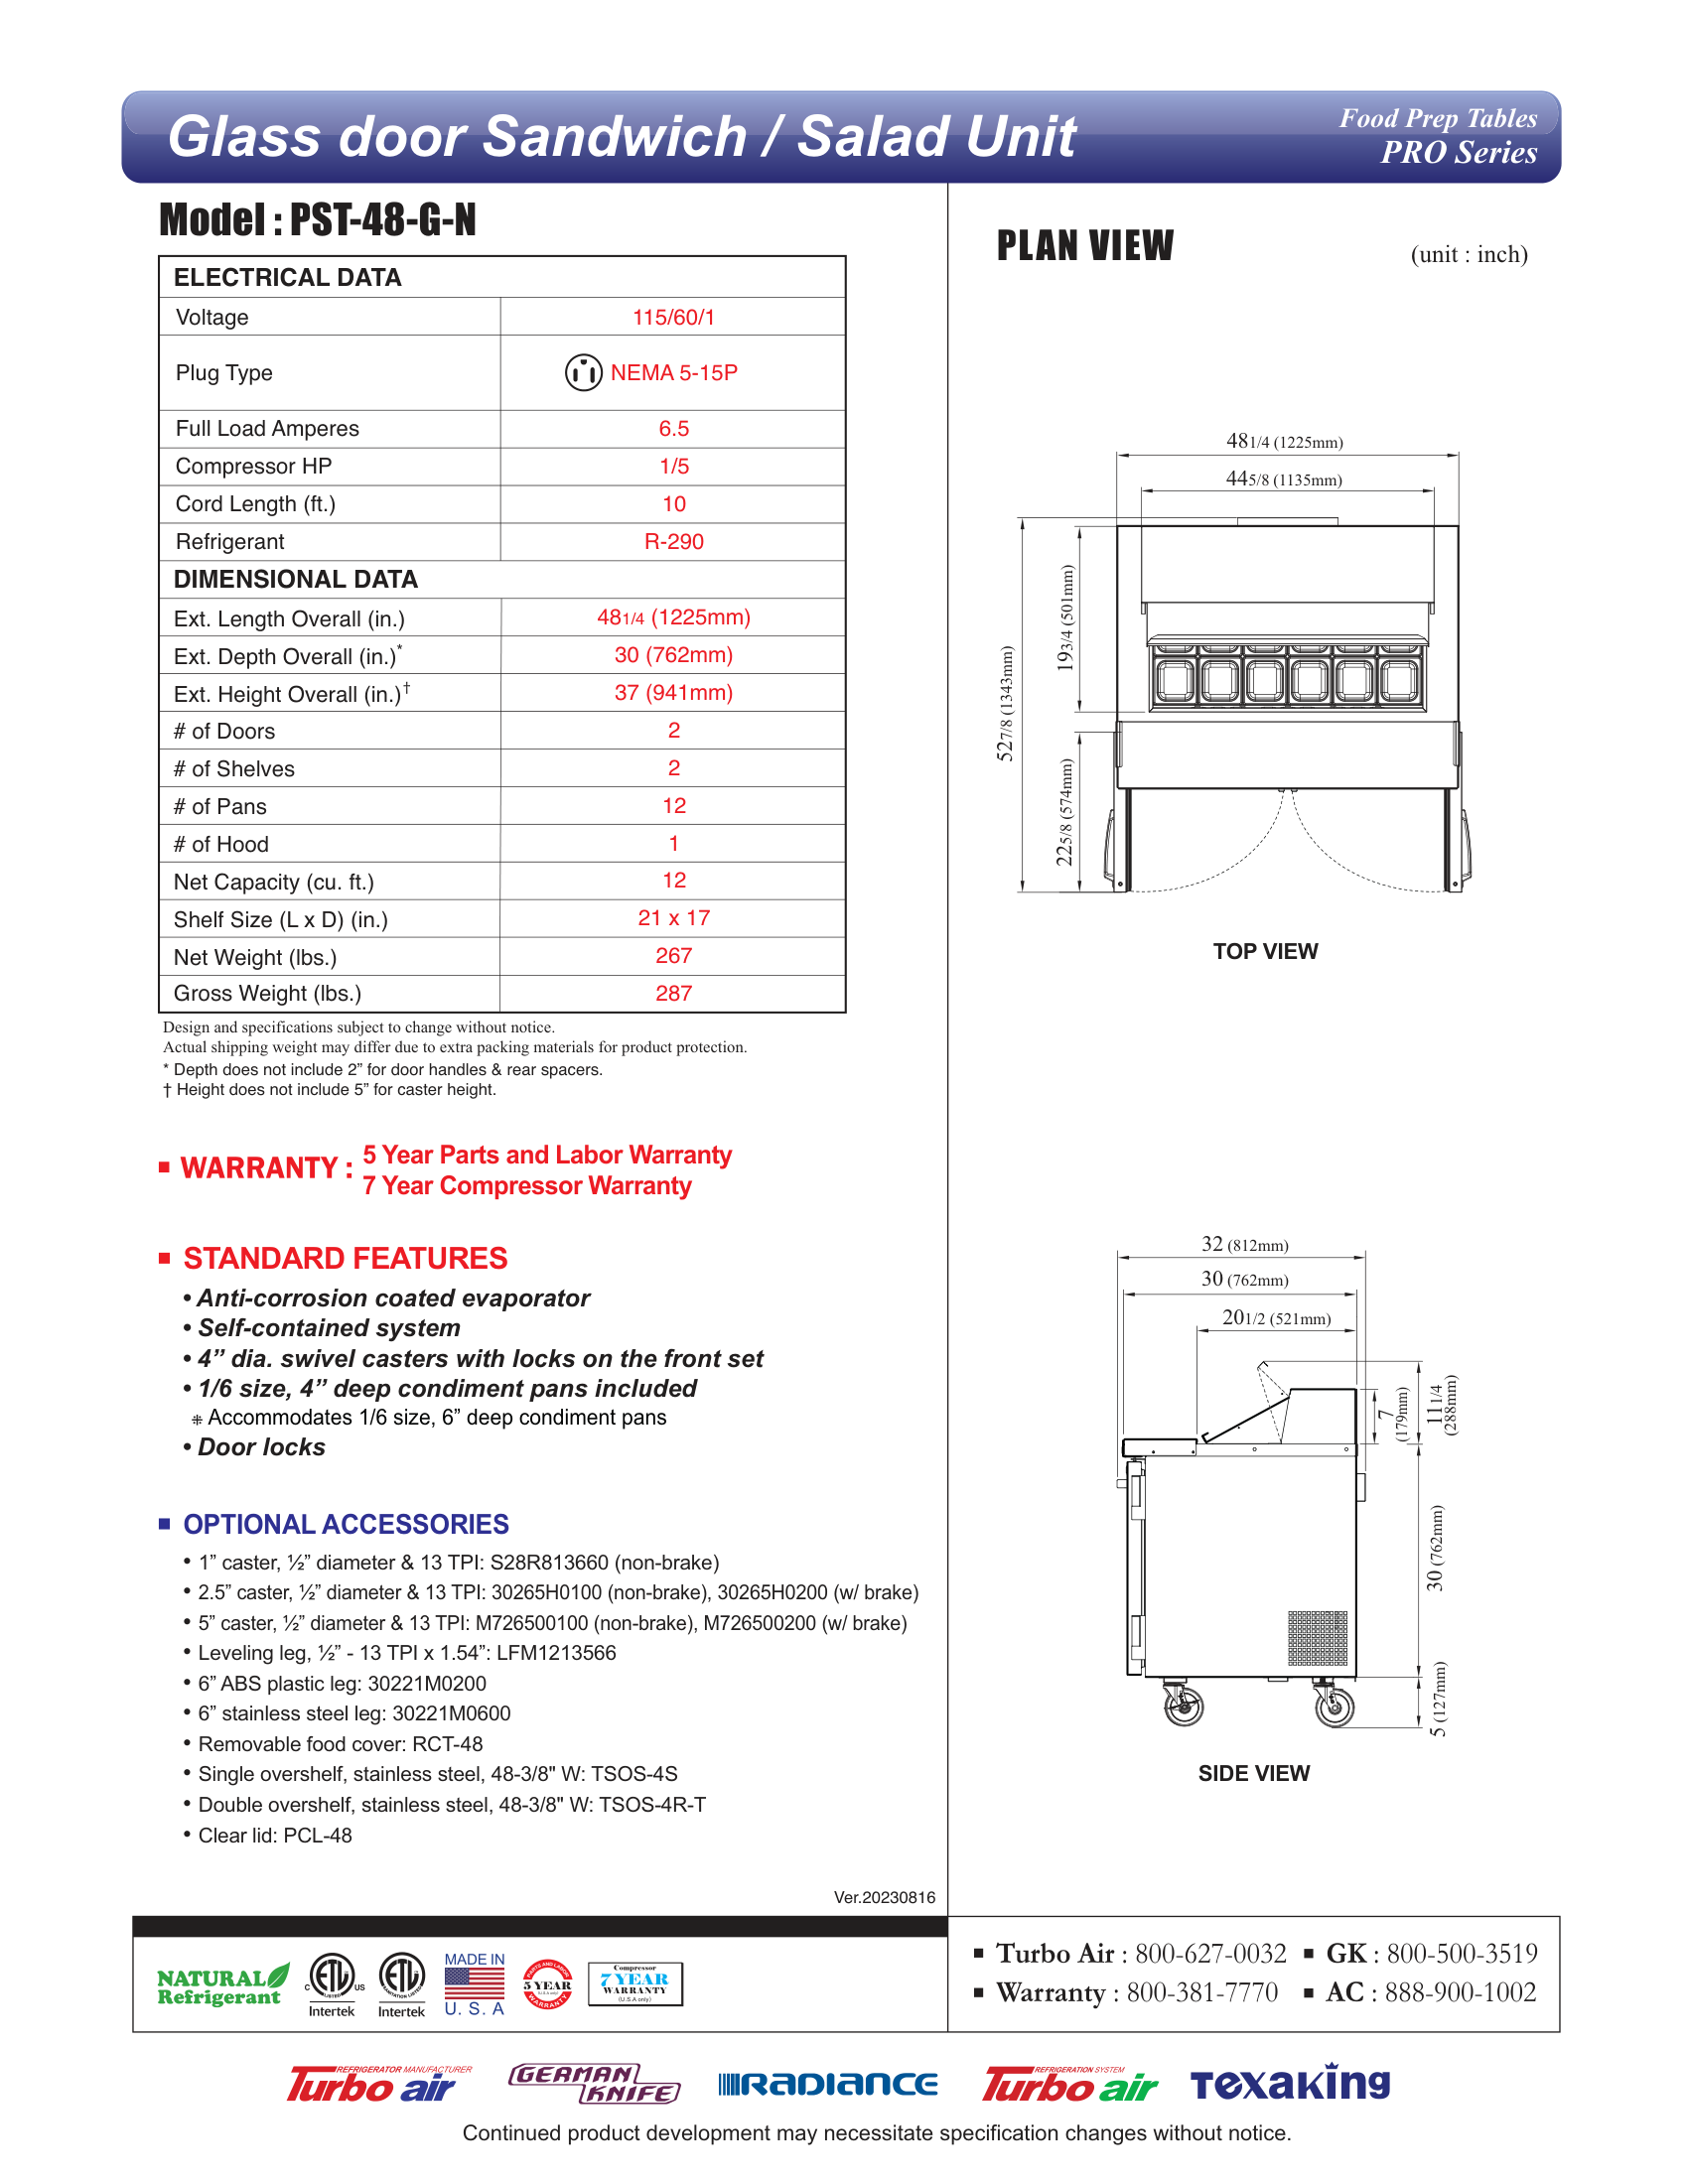 Glass door Sandwich / Salad Unit
Food Prep Tables
PRO Series
Model : PST-48-G-N
ELECTRICAL DATA
Voltage 115/60/1
Plug Type NEMA 5-15P
Full Load Amperes 6.5
Compressor HP 1/5
Cord Length (ft.) 10
Refrigerant R-290
DIMENSIONAL DATA
Ext. Length Overall (in.) 481/4 (1225mm)
Ext. Depth Overall (in.)* 30 (762mm)
Ext. Height Overall (in.)† 37 (941mm)
# of Doors 2
# of Shelves 2
# of Pans 12
# of Hood 1
Net Capacity (cu. ft.) 12
Shelf Size (L x D) (in.) 21 x 17
Net Weight (lbs.) 267
Gross Weight (lbs.) 287
Design and specifications subject to change without notice.
Actual shipping weight may differ due to extra packing materials for product protection.
* Depth does not include 2” for door handles & rear spacers.
† Height does not include 5” for caster height.
■ WARRANTY : 5 Year Parts and Labor Warranty
7 Year Compressor Warranty
■ STANDARD FEATURES
• Anti-corrosion coated evaporator
• Self-contained system
• 4” dia. swivel casters with locks on the front set
• 1/6 size, 4” deep condiment pans included
⁜ Accommodates 1/6 size, 6” deep condiment pans
• Door locks
■ OPTIONAL ACCESSORIES
• 1” caster, ½” diameter & 13 TPI: S28R813660 (non-brake)
• 2.5” caster, ½” diameter & 13 TPI: 30265H0100 (non-brake), 30265H0200 (w/ brake)
• 5” caster, ½” diameter & 13 TPI: M726500100 (non-brake), M726500200 (w/ brake)
• Leveling leg, ½” - 13 TPI x 1.54”: LFM1213566
• 6” ABS plastic leg: 30221M0200
• 6” stainless steel leg: 30221M0600
• Removable food cover: RCT-48
• Single overshelf, stainless steel, 48-3/8" W: TSOS-4S
• Double overshelf, stainless steel, 48-3/8" W: TSOS-4R-T
• Clear lid: PCL-48
Ver.20230816
PLAN VIEW
(unit : inch)
481/4 (1225mm)
445/8 (1135mm)
527/8 (1343mm)
193/4 (501mm)
225/8 (574mm)
TOP VIEW
32 (812mm)
30 (762mm)
201/2 (521mm)
7
(179mm)
111/4
(288mm)
30 (762mm)
5 (127mm)
SIDE VIEW
NATURAL
Refrigerant
C ETL US
LISTED
Intertek
ETL
SANITATION LISTED
Intertek
MADE IN
U. S. A
PARTS AND LABOR
5 YEAR
(U.S.A only)
WARRANTY
Compressor
7 YEAR
WARRANTY
(U.S.A only)
■ Turbo Air : 800-627-0032 ■ GK : 800-500-3519
■ Warranty : 800-381-7770 ■ AC : 888-900-1002
REFRIGERATOR MANUFACTURER
Turbo air
GERMAN
KNIFE
RADIANCE
REFRIGERATION SYSTEM
Turbo air
Texaking
Continued product development may necessitate specification changes without notice.